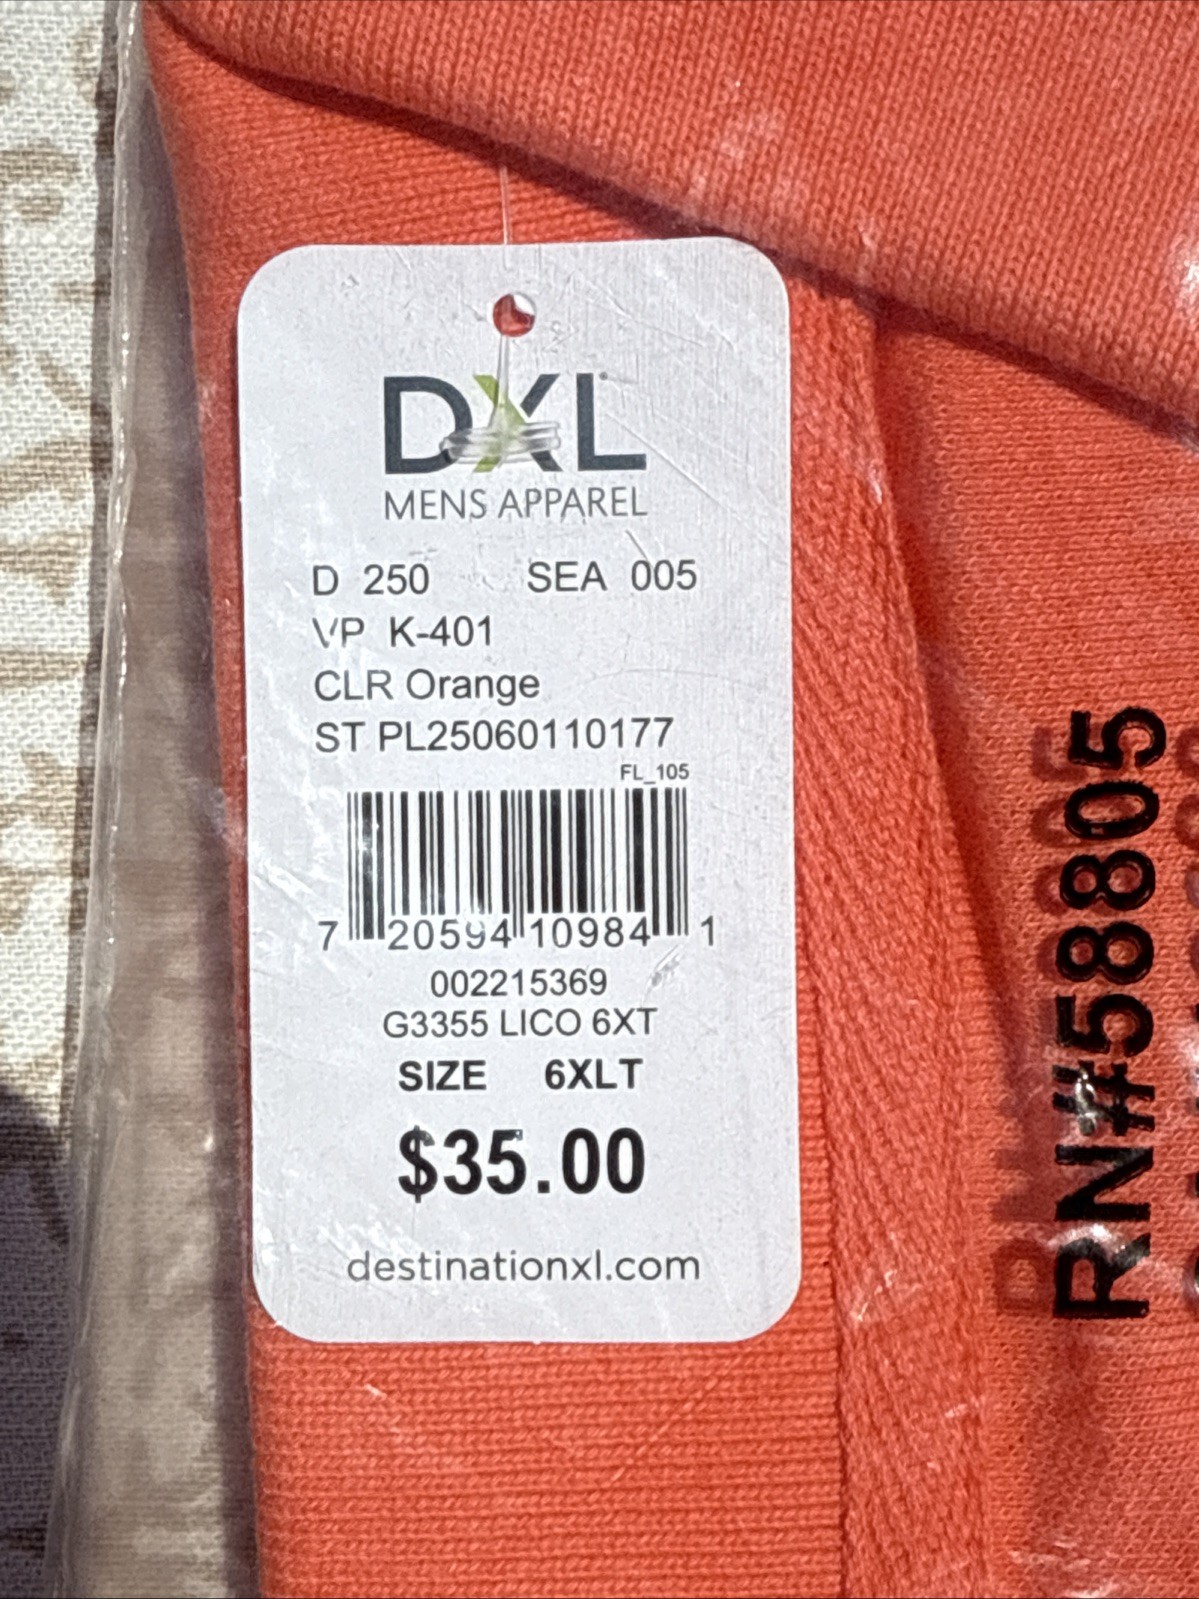 DXL
MENS APPAREL
D 250 SEA 005
VP K-401
CLR Orange
ST PL25060110177
FL_105
7 20594 10984 1
002215369
G3355 LICO 6XT
SIZE 6XLT
$35.00
destinationxl.com
RN#58805